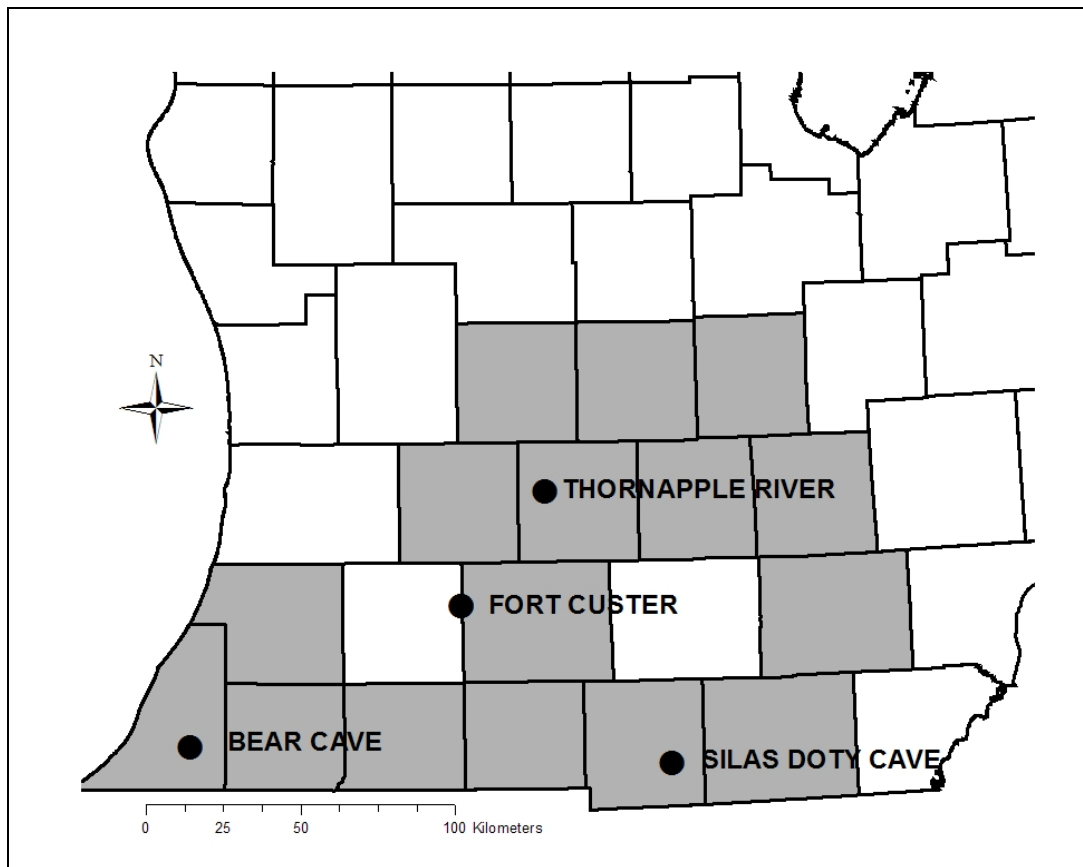 N
THORNAPPLE RIVER
FORT CUSTER
BEAR CAVE
SILAS DOTY CAVE
0 25 50 100 Kilometers